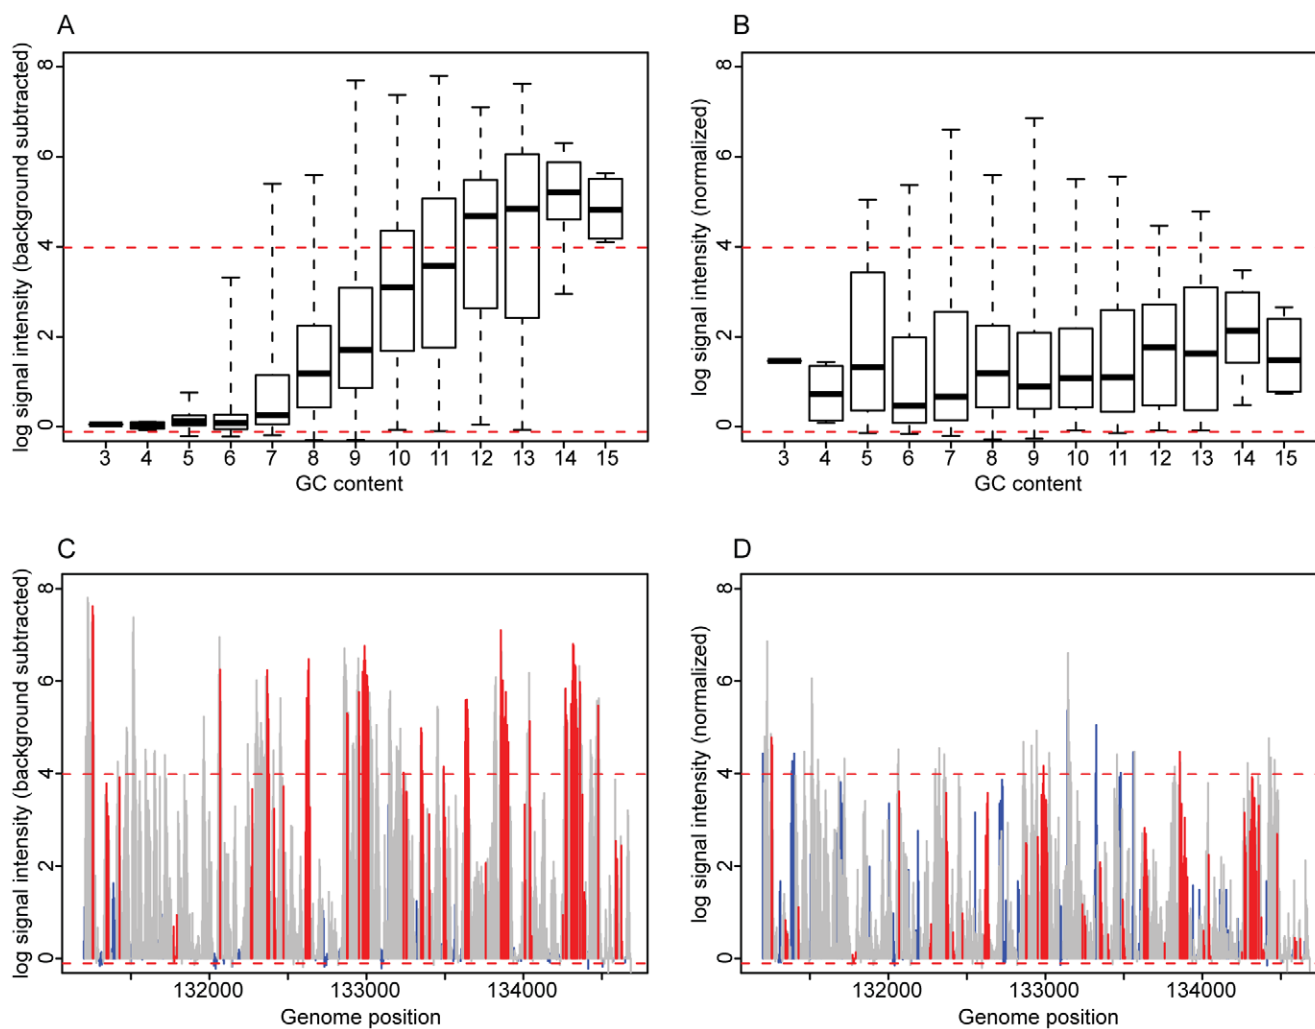 A
log signal intensity (background subtracted)
8
6
4
2
0
3 4 5 6 7 8 9 10 11 12 13 14 15
GC content
B
log signal intensity (normalized)
8
6
4
2
0
3 4 5 6 7 8 9 10 11 12 13 14 15
GC content
C
log signal intensity (background subtracted)
8
6
4
2
0
132000 133000 134000
Genome position
D
log signal intensity (normalized)
8
6
4
2
0
132000 133000 134000
Genome position